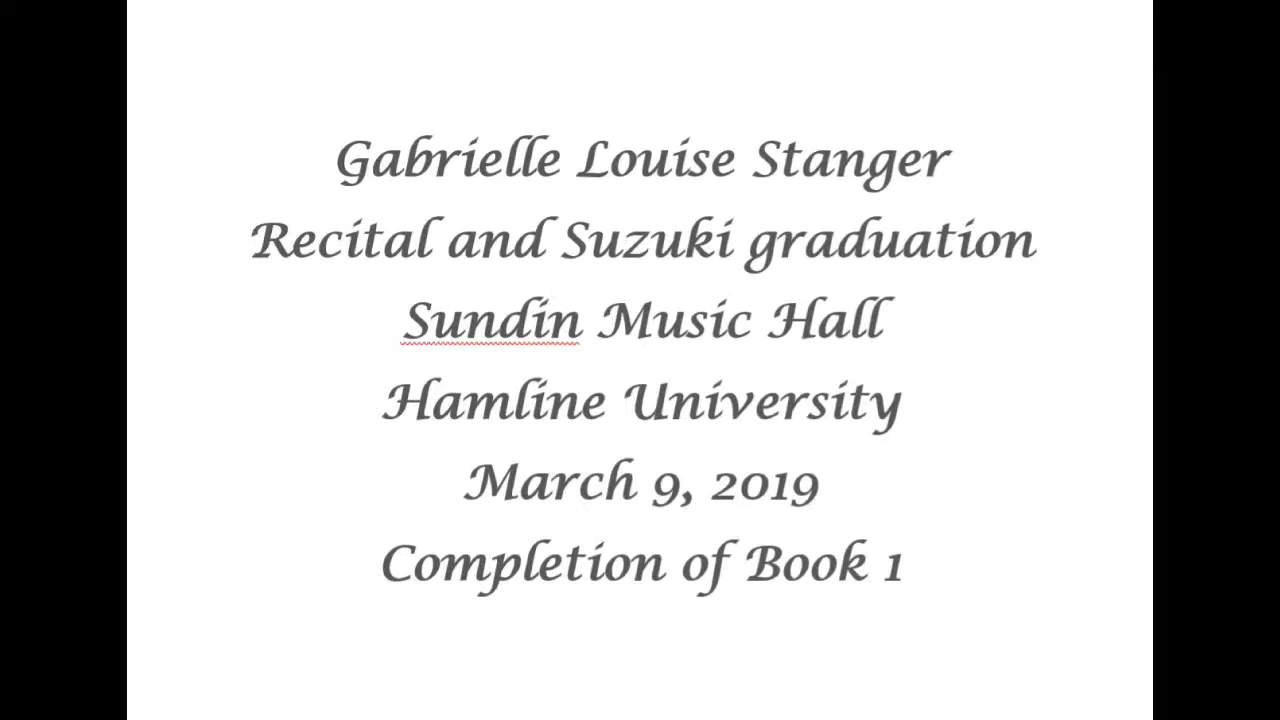 Gabrielle Louise Stanger
Recital and Suzuki graduation
Sundin Music Hall
Hamline University
March 9, 2019
Completion of Book 1